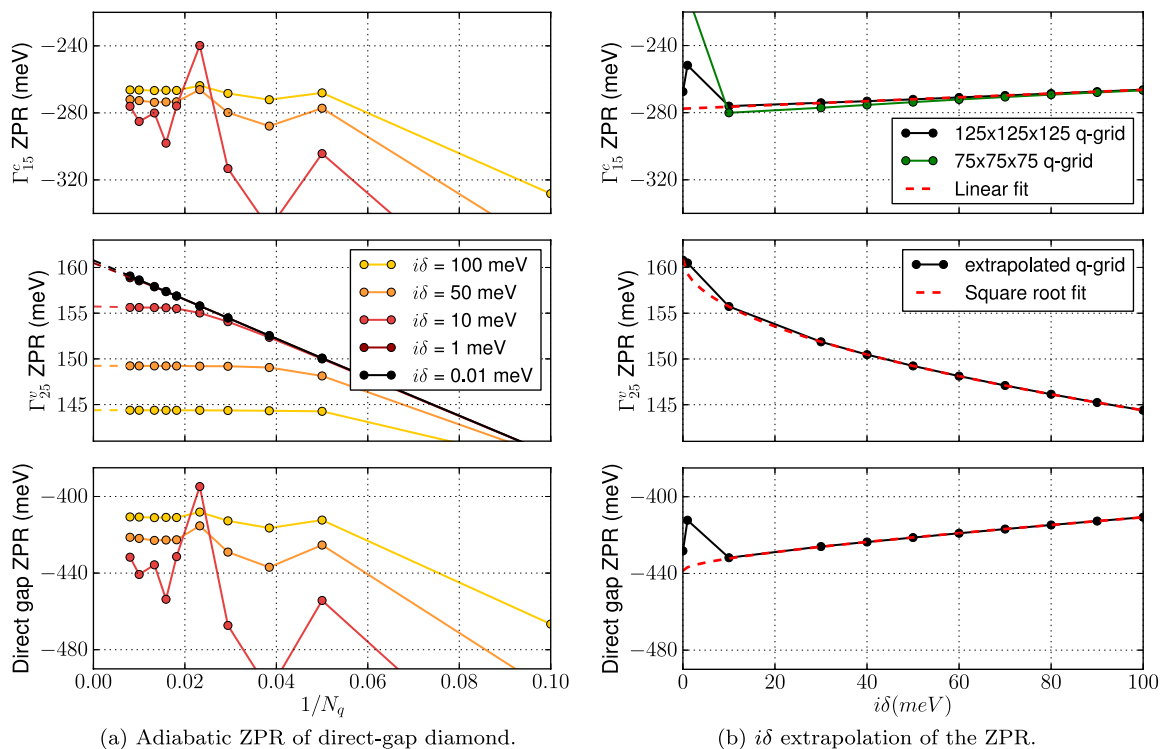 Γᶜ₁₅ ZPR (meV)
−240
−280
−320
Γᶜ₁₅ ZPR (meV)
−240
−280
−320
125x125x125 q-grid
75x75x75 q-grid
Linear fit
Γᵛ₂₅ ZPR (meV)
160
155
150
145
iδ = 100 meV
iδ = 50 meV
iδ = 10 meV
iδ = 1 meV
iδ = 0.01 meV
Γᵛ₂₅ ZPR (meV)
160
155
150
145
extrapolated q-grid
Square root fit
Direct gap ZPR (meV)
−400
−440
−480
0.00 0.02 0.04 0.06 0.08 0.10
1/N_q
Direct gap ZPR (meV)
−400
−440
−480
0 20 40 60 80 100
iδ(meV)
(a) Adiabatic ZPR of direct-gap diamond.
(b) iδ extrapolation of the ZPR.